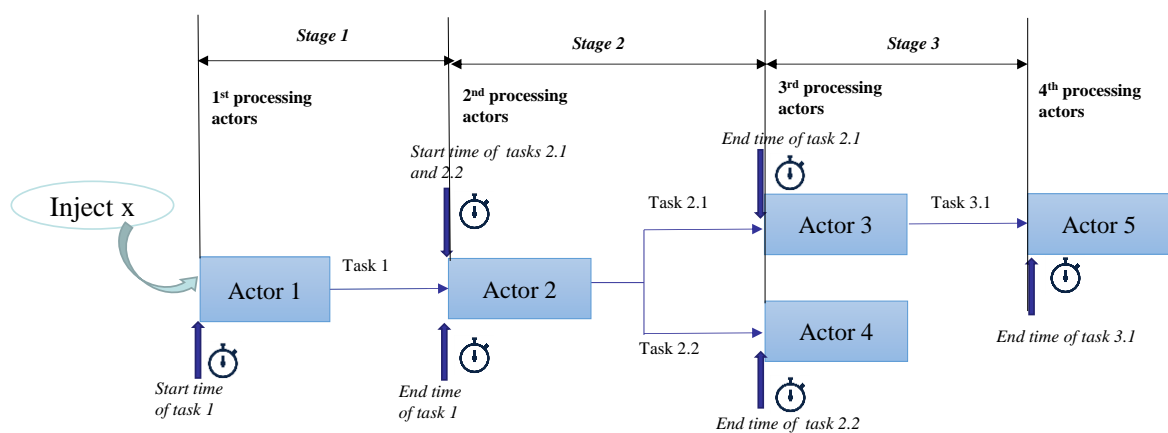 Stage 1
Stage 2
Stage 3
1st processing
actors
2nd processing
actors
3rd processing
actors
4th processing
actors
Start time of tasks 2.1
and 2.2
End time of task 2.1
Inject x
Task 2.1
Task 3.1
Actor 3
Actor 5
Task 1
Actor 1
Actor 2
Actor 4
Task 2.2
Start time
of task 1
End time
of task 1
End time of task 2.2
End time of task 3.1